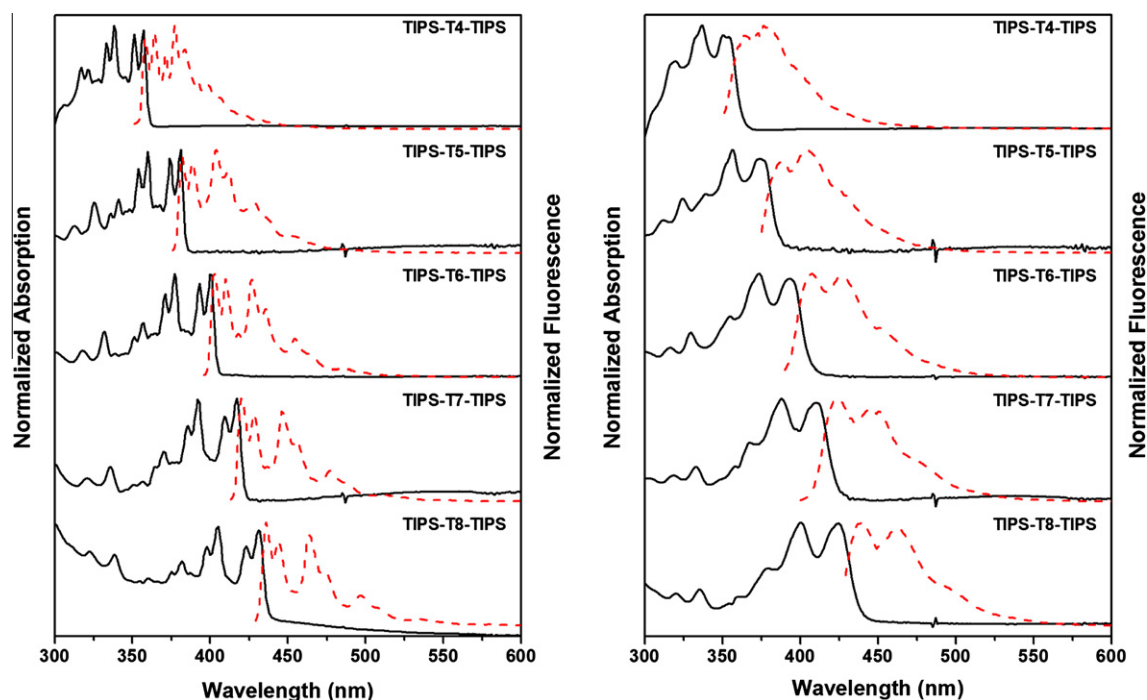 TIPS-T4-TIPS
TIPS-T5-TIPS
TIPS-T6-TIPS
TIPS-T7-TIPS
TIPS-T8-TIPS
Normalized Absorption
Normalized Fluorescence
300 350 400 450 500 550 600
Wavelength (nm)
TIPS-T4-TIPS
TIPS-T5-TIPS
TIPS-T6-TIPS
TIPS-T7-TIPS
TIPS-T8-TIPS
Normalized Absorption
Normalized Fluorescence
300 350 400 450 500 550 600
Wavelength (nm)